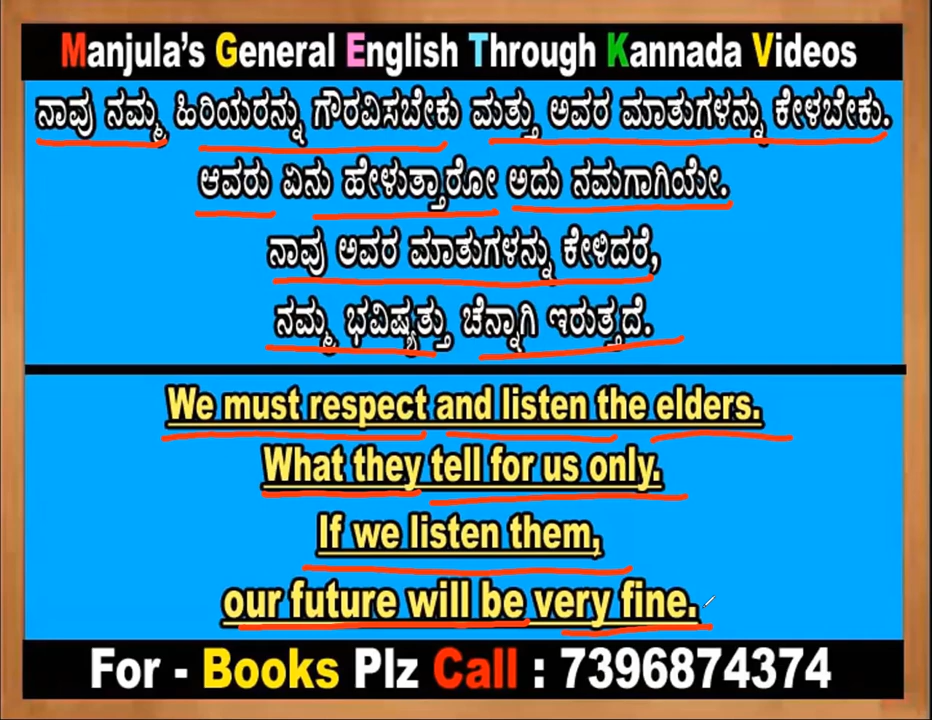 Manjula's General English Through Kannada Videos
ನಾವು ನಮ್ಮ ಹಿರಿಯರನ್ನು ಗೌರವಿಸಬೇಕು ಮತ್ತು ಅವರ ಮಾತುಗಳನ್ನು ಕೇಳಬೇಕು.
ಆವರು ಏನು ಹೇಳುತ್ತಾರೋ ಅದು ನಮಗಾಗಿಯೇ.
ನಾವು ಅವರ ಮಾತುಗಳನ್ನು ಕೇಳಿದರೆ,
ನಮ್ಮ ಭವಿಷ್ಯತ್ತು ಚೆನ್ನಾಗಿ ಇರುತ್ತದೆ.
We must respect and listen the elders.
What they tell for us only.
If we listen them,
our future will be very fine.
For - Books Plz Call : 7396874374